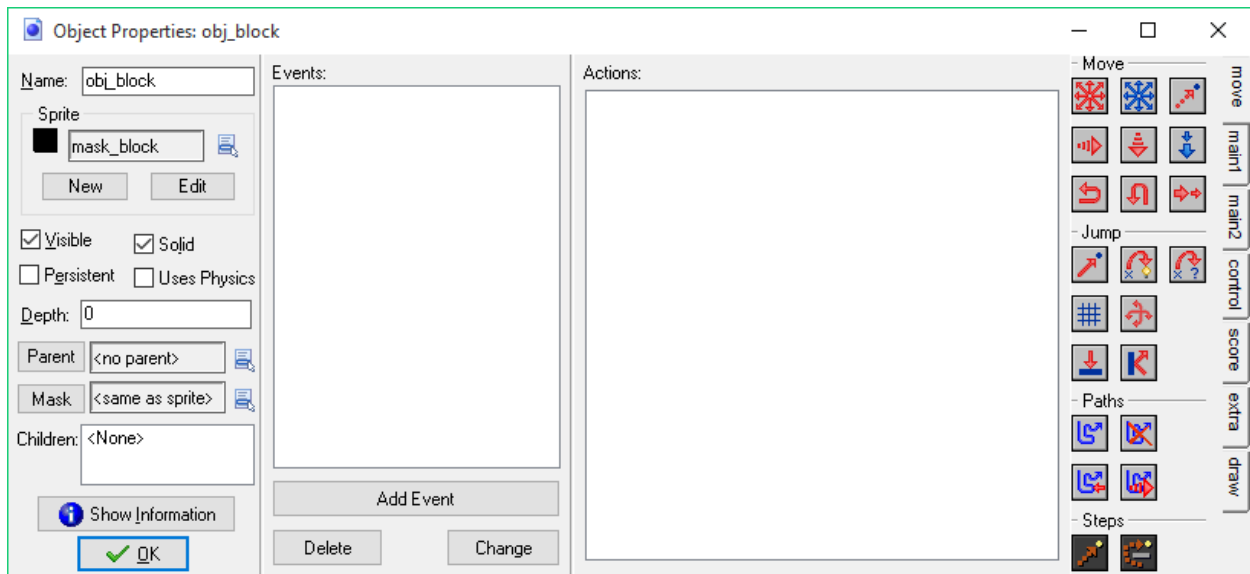 Object Properties: obj_block
Name: obj_block
Sprite
mask_block
New Edit
Visible Solid
Persistent Uses Physics
Depth: 0
Parent <no parent>
Mask <same as sprite>
Children: <None>
Show Information
OK
Events:
Add Event
Delete Change
Actions:
Move
Jump
Paths
Steps
move
main1
main2
control
score
extra
draw